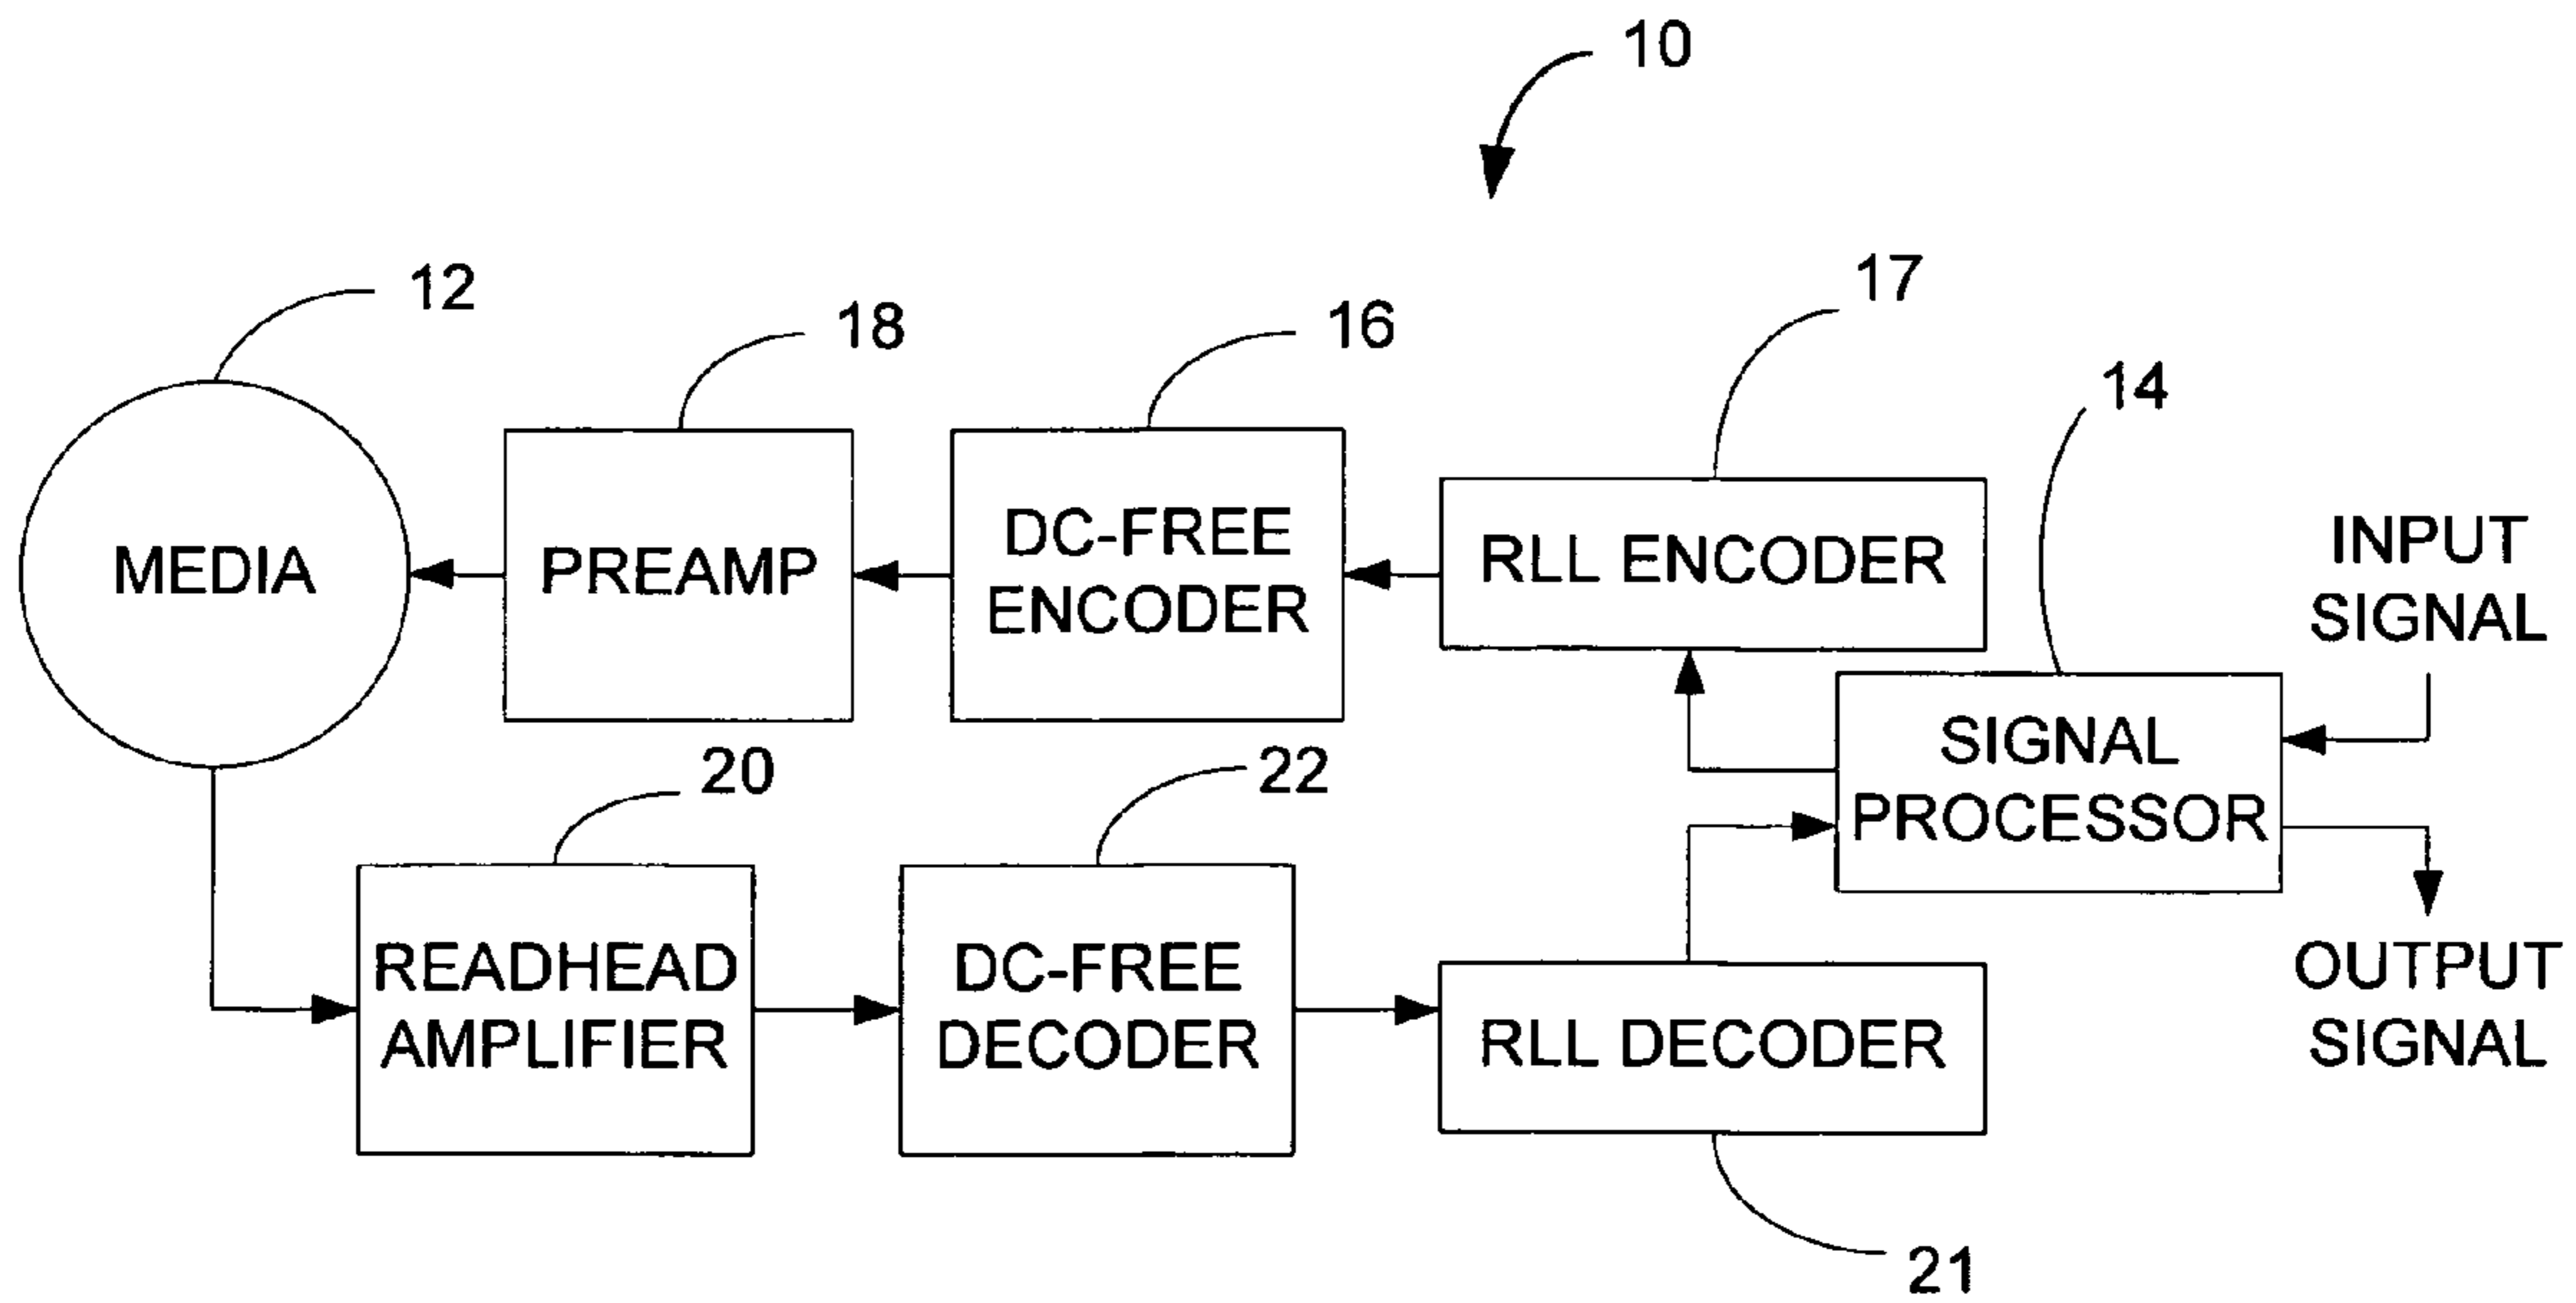 10
12
18
16
17
14
MEDIA
PREAMP
DC-FREE
ENCODER
RLL ENCODER
INPUT
SIGNAL
SIGNAL
PROCESSOR
20
22
READHEAD
AMPLIFIER
DC-FREE
DECODER
RLL DECODER
OUTPUT
SIGNAL
21